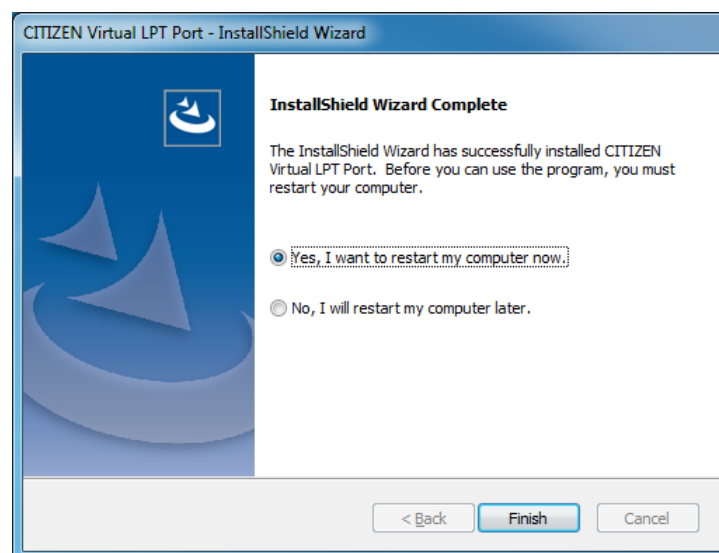 CITIZEN Virtual LPT Port - InstallShield Wizard
InstallShield Wizard Complete
The InstallShield Wizard has successfully installed CITIZEN
Virtual LPT Port.  Before you can use the program, you must
restart your computer.
Yes, I want to restart my computer now.
No, I will restart my computer later.
< Back
Finish
Cancel